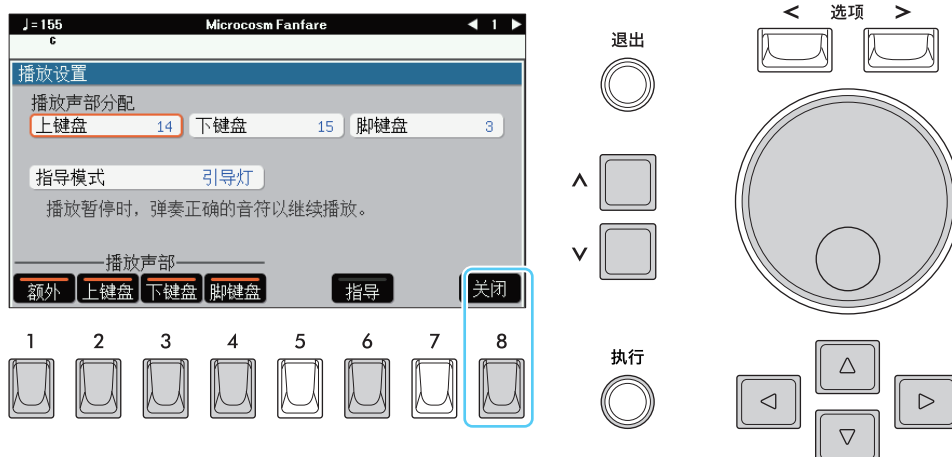 ♩= 155 Microcosm Fanfare ◀ 1 ▶
C
播放设置
播放声部分配
上键盘 14 下键盘 15 脚键盘 3
指导模式 引导灯
播放暂停时，弹奏正确的音符以继续播放。
播放声部
额外 上键盘 下键盘 脚键盘 指导 关闭
1 2 3 4 5 6 7 8
退出
∧
∨
执行
< 选项 >